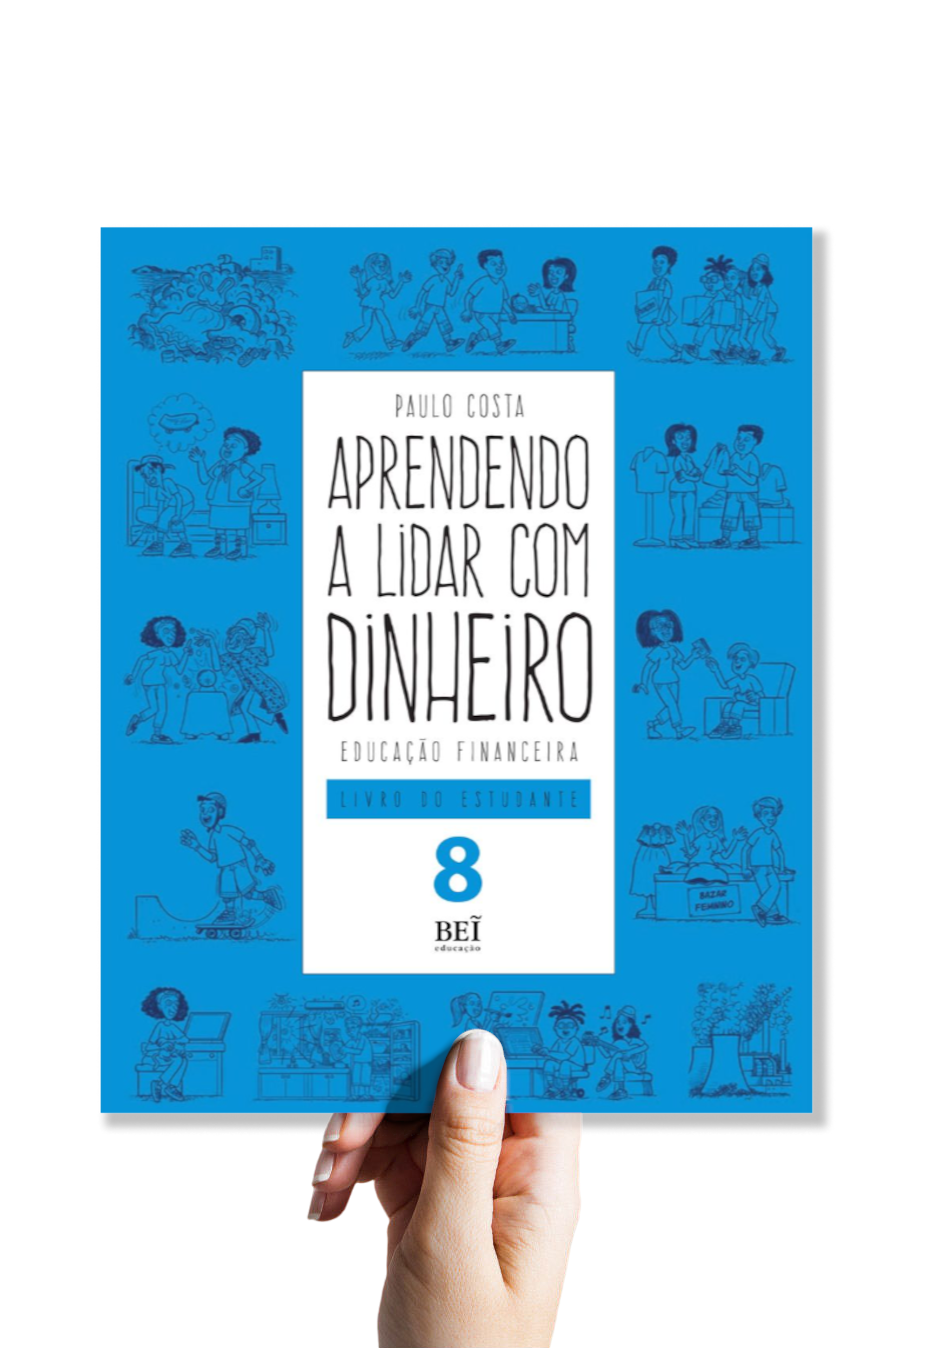 PAULO COSTA
APRENDENDO
A LIDAR COM
DINHEIRO
EDUCAÇÃO FINANCEIRA
LIVRO DO ESTUDANTE
8
BEĨ
educação
BAZAR
FEMININO